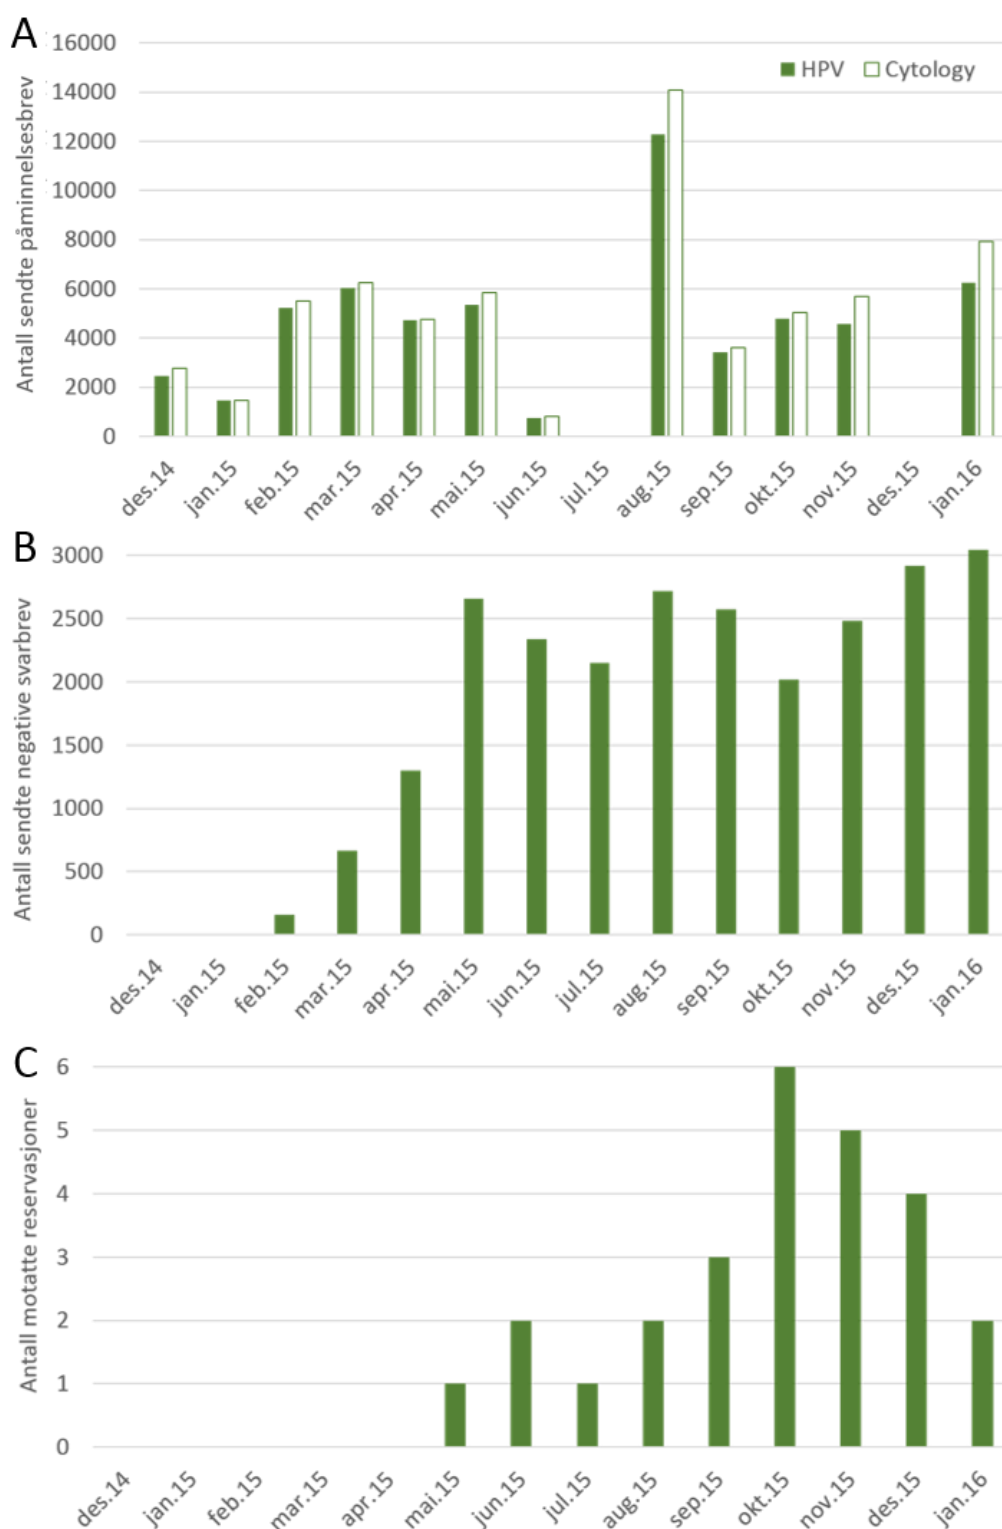 A
Antall sendte påminnelsesbrev
16000
14000
12000
10000
8000
6000
4000
2000
0
HPV Cytology
des.14 jan.15 feb.15 mar.15 apr.15 mai.15 jun.15 jul.15 aug.15 sep.15 okt.15 nov.15 des.15 jan.16
B
Antall sendte negative svarbrev
3000
2500
2000
1500
1000
500
0
des.14 jan.15 feb.15 mar.15 apr.15 mai.15 jun.15 jul.15 aug.15 sep.15 okt.15 nov.15 des.15 jan.16
C
Antall motatte reservasjoner
6
5
4
3
2
1
0
des.14 jan.15 feb.15 mar.15 apr.15 mai.15 jun.15 jul.15 aug.15 sep.15 okt.15 nov.15 des.15 jan.16